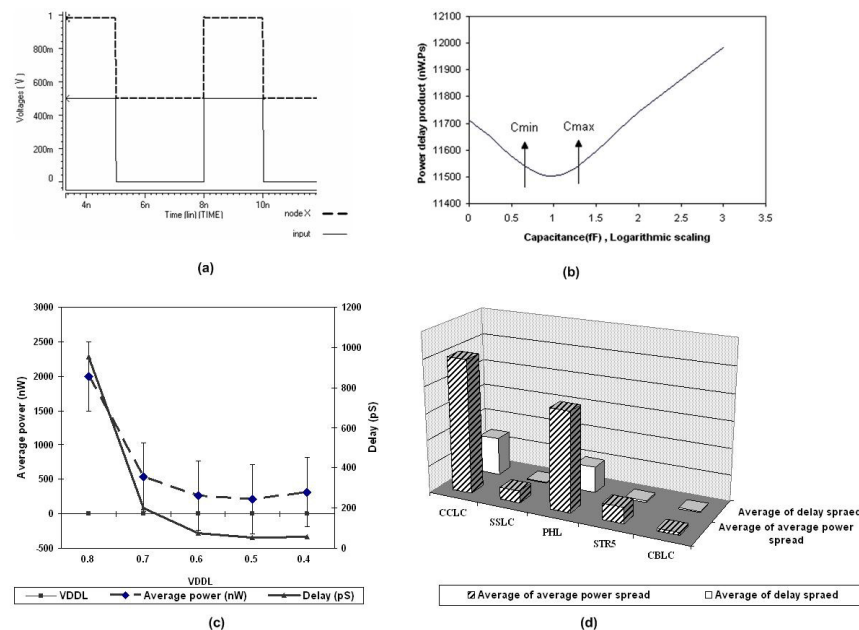 1
800m
600m
400m
200m
0
Voltages (V)
4n
6n
8n
10n
Time (lin) (TIME)
node X
input
(a)
12100
12000
11900
11800
11700
11600
11500
11400
Power delay product (nW.Ps)
Cmin
Cmax
0
0.5
1
1.5
2
2.5
3
3.5
Capacitance(fF) , Logarithmic scaling
(b)
3000
2500
2000
1500
1000
500
0
-500
Average power (nW)
1200
1000
800
600
400
200
0
Delay (pS)
0.8
0.7
0.6
0.5
0.4
VDDL
VDDL
Average power (nW)
Delay (pS)
(c)
CCLC
SSLC
PHL
STR5
CBLC
Average of delay spraed
Average of average power
spread
Average of average power spread
Average of delay spraed
(d)